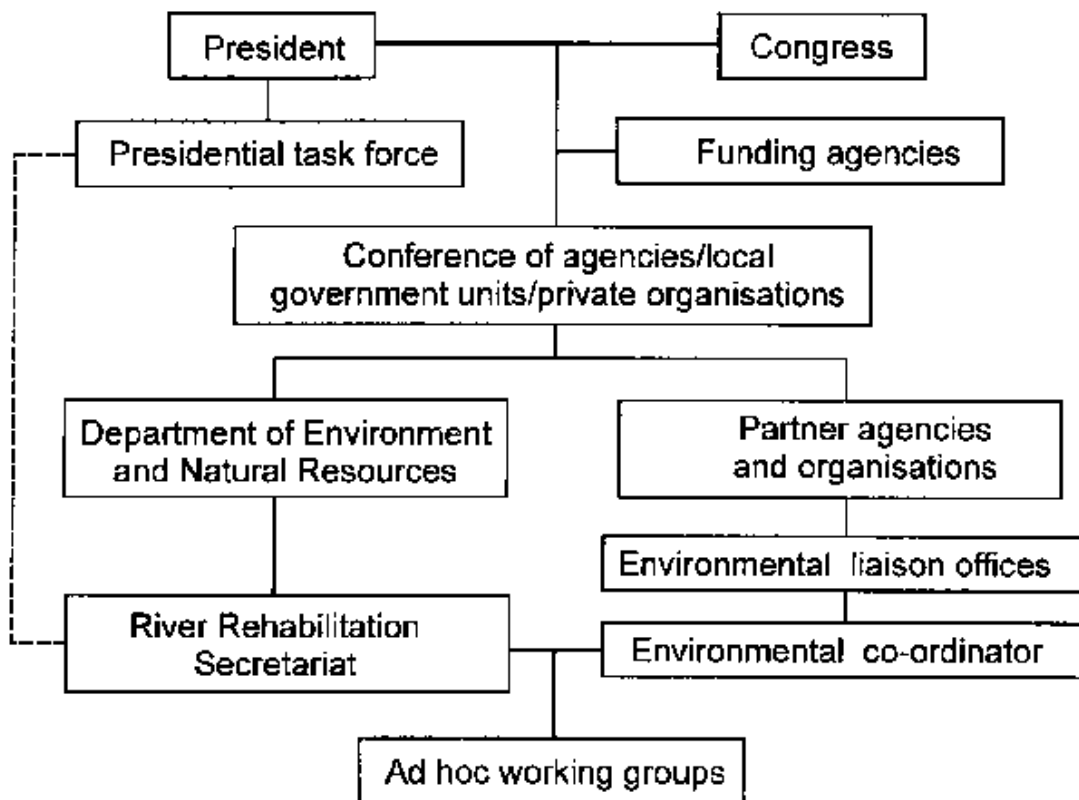 President
Congress
Presidential task force
Funding agencies
Conference of agencies/local
government units/private organisations
Department of Environment
and Natural Resources
Partner agencies
and organisations
Environmental liaison offices
River Rehabilitation
Secretariat
Environmental co-ordinator
Ad hoc working groups